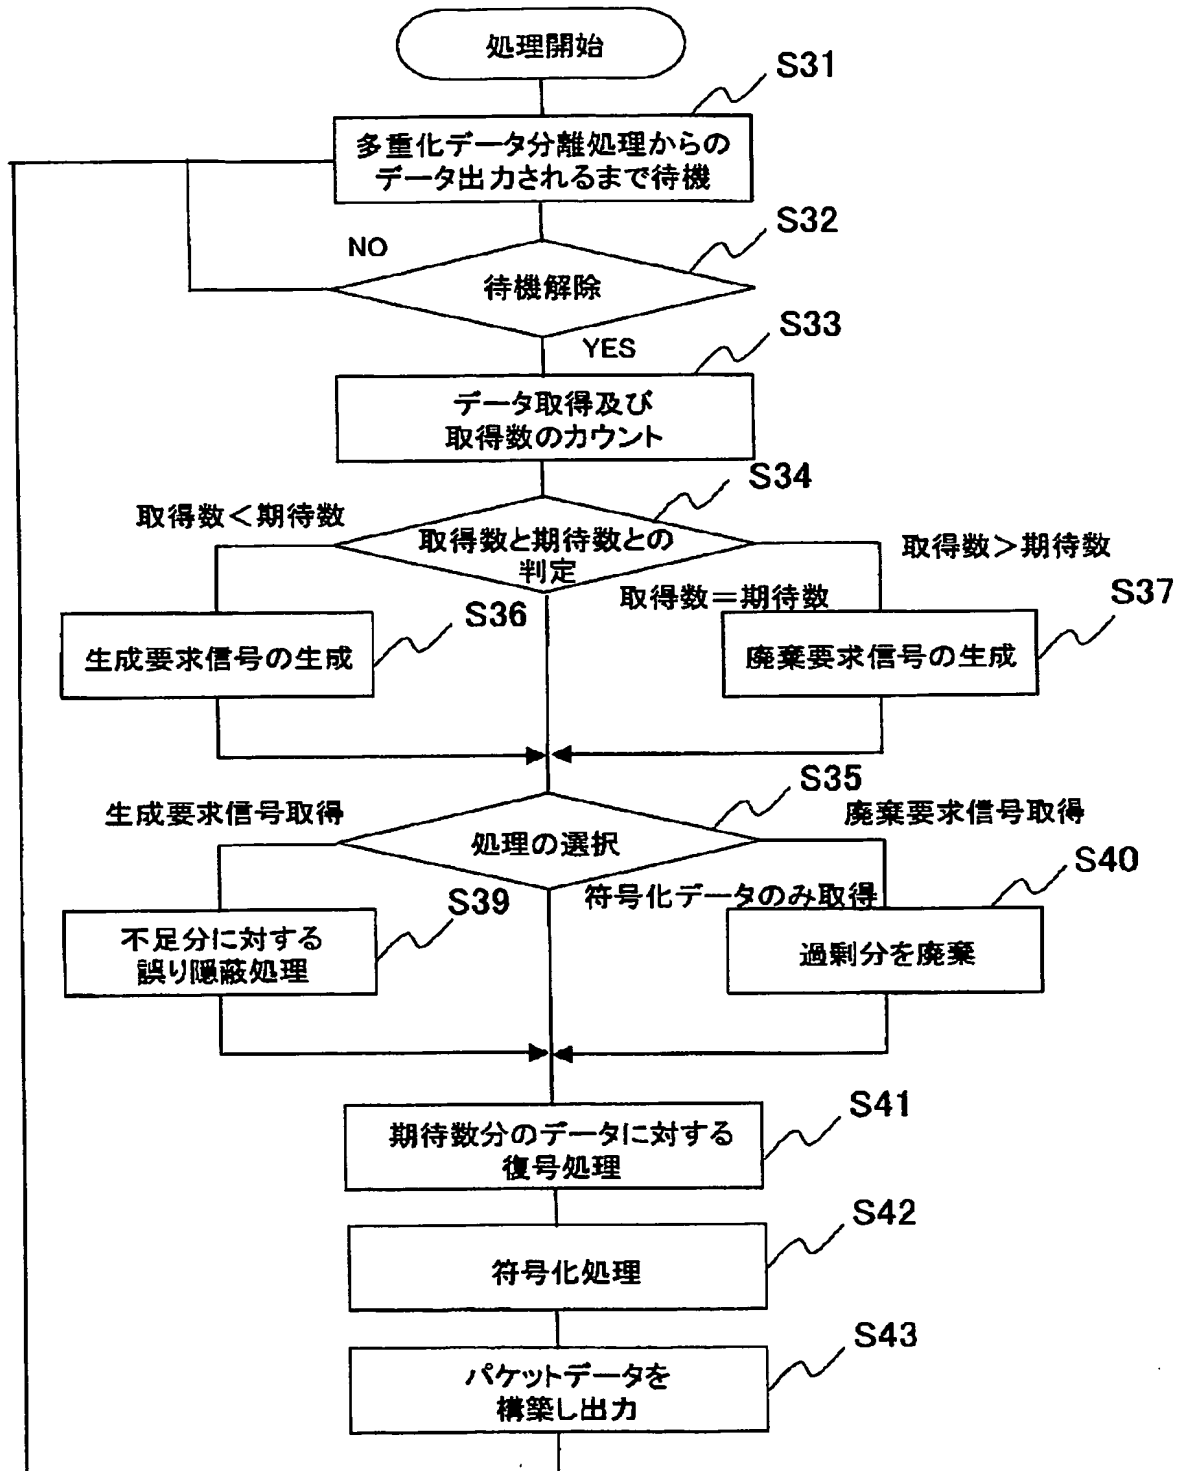 処理開始
S31
多重化データ分離処理からの
データ出力されるまで待機
S32
NO
待機解除
S33
YES
データ取得及び
取得数のカウント
S34
取得数<期待数
取得数と期待数との
判定
取得数>期待数
取得数=期待数
S36
S37
生成要求信号の生成
廃棄要求信号の生成
S35
生成要求信号取得
廃棄要求信号取得
処理の選択
S40
符号化データのみ取得
S39
不足分に対する
誤り隠蔽処理
過剰分を廃棄
S41
期待数分のデータに対する
復号処理
S42
符号化処理
S43
パケットデータを
構築し出力